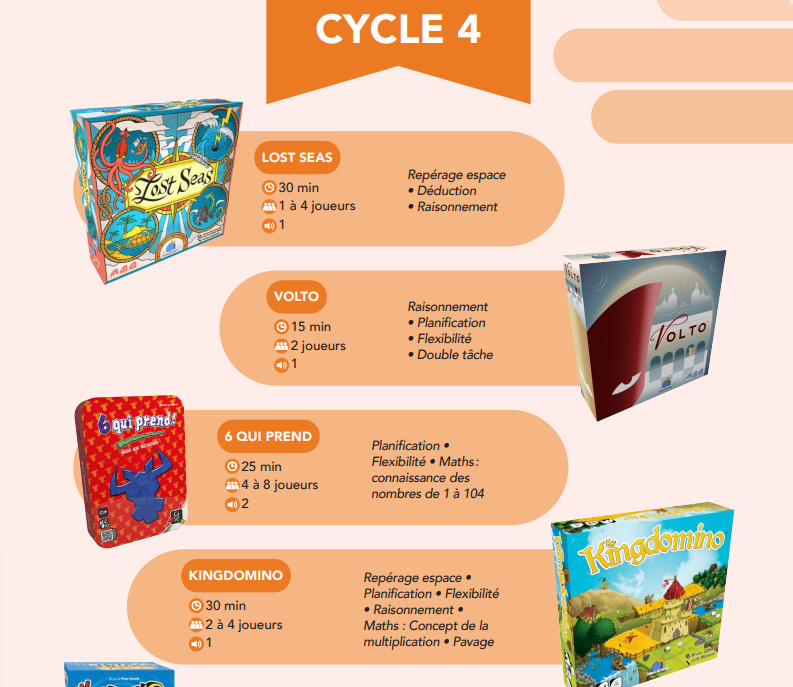 CYCLE 4
Lost Seas
LOST SEAS
30 min
1 à 4 joueurs
1
Repérage espace
• Déduction
• Raisonnement
VOLTO
15 min
2 joueurs
1
Raisonnement
• Planification
• Flexibilité
• Double tâche
VOLTO
VOLTO
6 qui prend!
6 QUI PREND
25 min
4 à 8 joueurs
2
Planification •
Flexibilité • Maths :
connaissance des
nombres de 1 à 104
KINGDOMINO
30 min
2 à 4 joueurs
1
Repérage espace •
Planification • Flexibilité
• Raisonnement •
Maths : Concept de la
multiplication • Pavage
Kingdomino